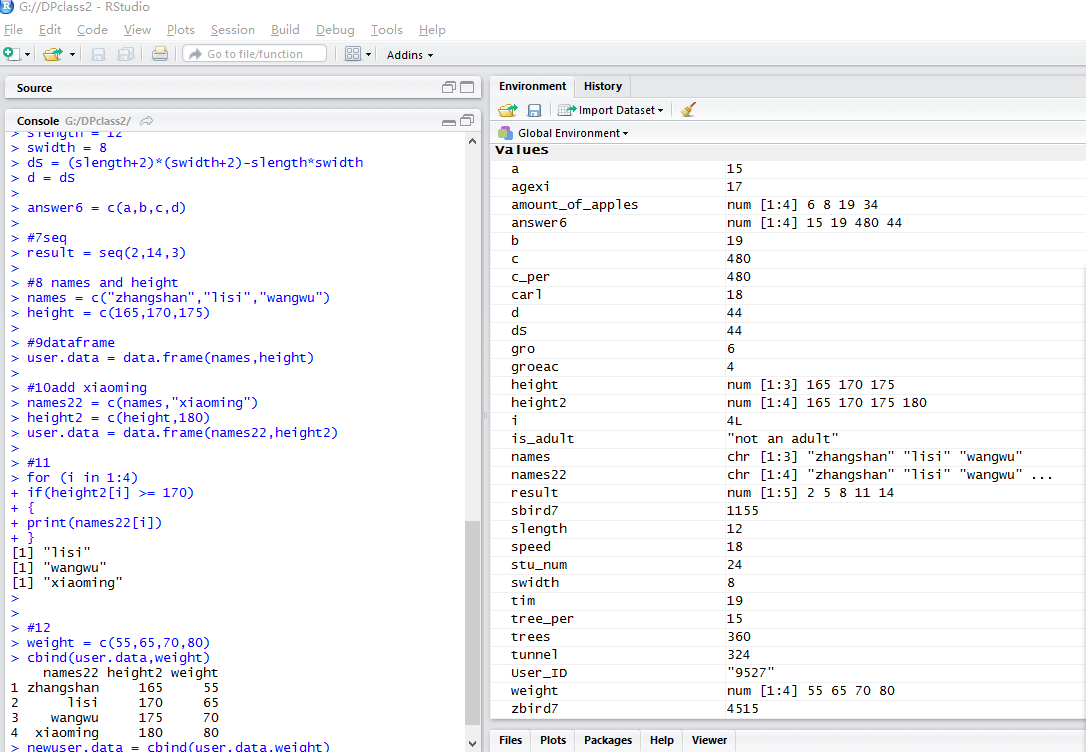 G://DPclass2 - RStudio
File Edit Code View Plots Session Build Debug Tools Help
Go to file/function Addins
Source
Console G:/DPclass2/
> slength = 12
> swidth = 8
> dS = (slength+2)*(swidth+2)-slength*swidth
> d = dS
>
> answer6 = c(a,b,c,d)
>
> #7seq
> result = seq(2,14,3)
>
> #8 names and height
> names = c("zhangshan","lisi","wangwu")
> height = c(165,170,175)
>
> #9dataframe
> user.data = data.frame(names,height)
>
> #10add xiaoming
> names22 = c(names,"xiaoming")
> height2 = c(height,180)
> user.data = data.frame(names22,height2)
>
> #11
> for (i in 1:4)
+ if(height2[i] >= 170)
+ {
+ print(names22[i])
+ }
[1] "lisi"
[1] "wangwu"
[1] "xiaoming"
>
>
> #12
> weight = c(55,65,70,80)
> cbind(user.data,weight)
names22 height2 weight
1 zhangshan 165 55
2 lisi 170 65
3 wangwu 175 70
4 xiaoming 180 80
> newuser.data = cbind(user.data,weight)
Environment History
Import Dataset
Global Environment
Values
a 15
agexi 17
amount_of_apples num [1:4] 6 8 19 34
answer6 num [1:4] 15 19 480 44
b 19
c 480
c_per 480
carl 18
d 44
dS 44
gro 6
groeac 4
height num [1:3] 165 170 175
height2 num [1:4] 165 170 175 180
i 4L
is_adult "not an adult"
names chr [1:3] "zhangshan" "lisi" "wangwu"
names22 chr [1:4] "zhangshan" "lisi" "wangwu" ...
result num [1:5] 2 5 8 11 14
sbird7 1155
slength 12
speed 18
stu_num 24
swidth 8
tim 19
tree_per 15
trees 360
tunnel 324
User_ID "9527"
weight num [1:4] 55 65 70 80
zbird7 4515
Files Plots Packages Help Viewer